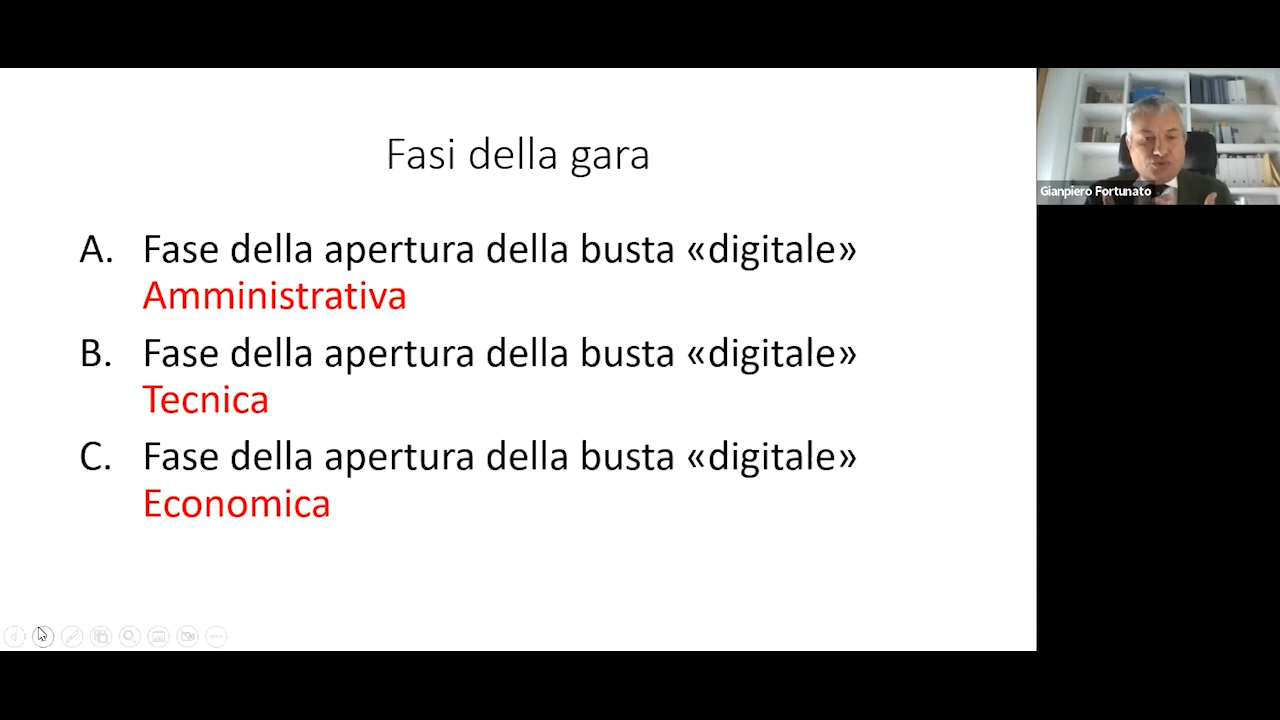 Fasi della gara
A. Fase della apertura della busta «digitale»
Amministrativa
B. Fase della apertura della busta «digitale»
Tecnica
C. Fase della apertura della busta «digitale»
Economica
Gianpiero Fortunato